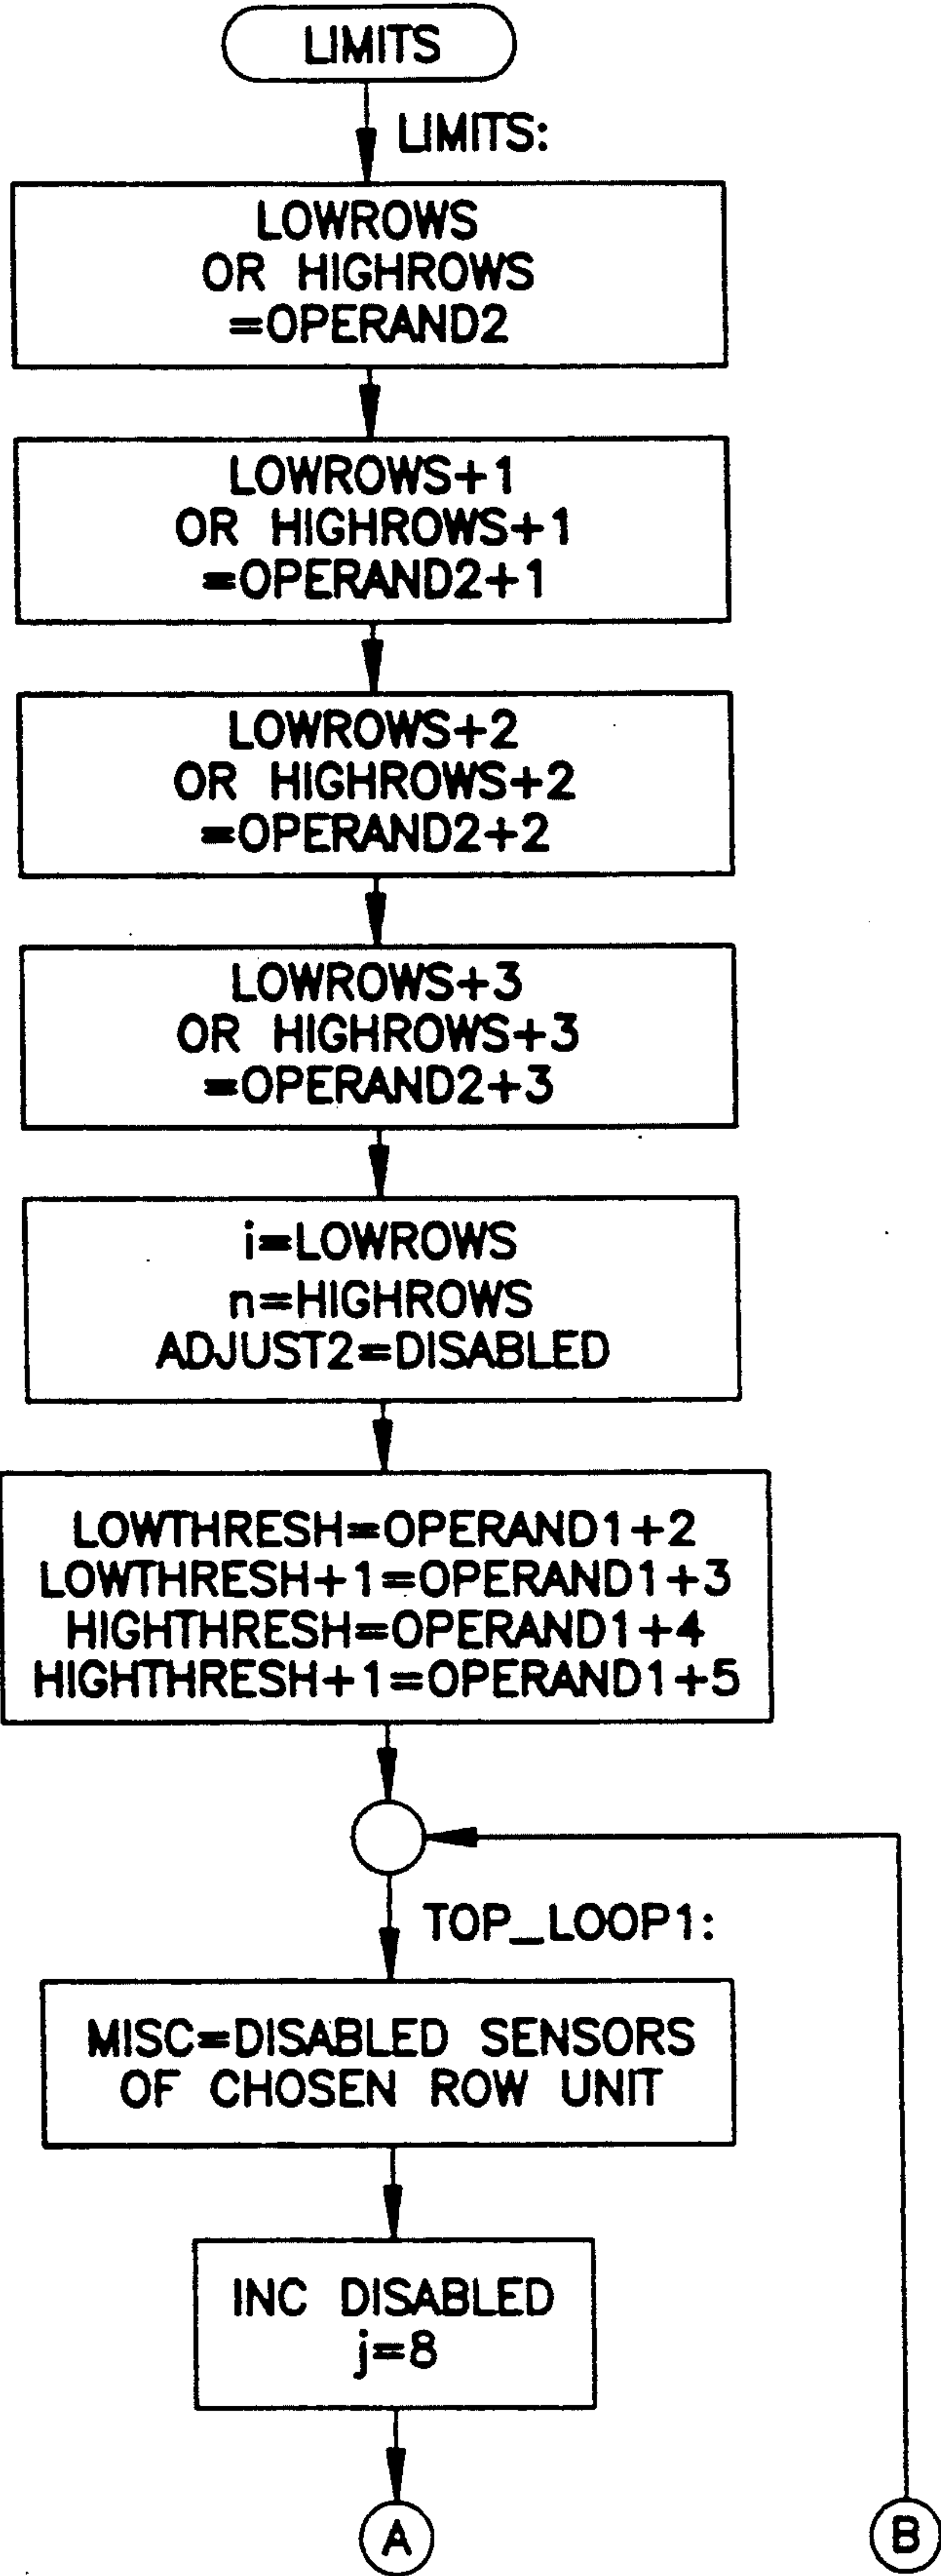 LIMITS
LIMITS:
LOWROWS
OR HIGHROWS
=OPERAND2
LOWROWS+1
OR HIGHROWS+1
=OPERAND2+1
LOWROWS+2
OR HIGHROWS+2
=OPERAND2+2
LOWROWS+3
OR HIGHROWS+3
=OPERAND2+3
i=LOWROWS
n=HIGHROWS
ADJUST2=DISABLED
LOWTHRESH=OPERAND1+2
LOWTHRESH+1=OPERAND1+3
HIGHTHRESH=OPERAND1+4
HIGHTHRESH+1=OPERAND1+5
TOP_LOOP1:
MISC=DISABLED SENSORS
OF CHOSEN ROW UNIT
INC DISABLED
j=8
A
B